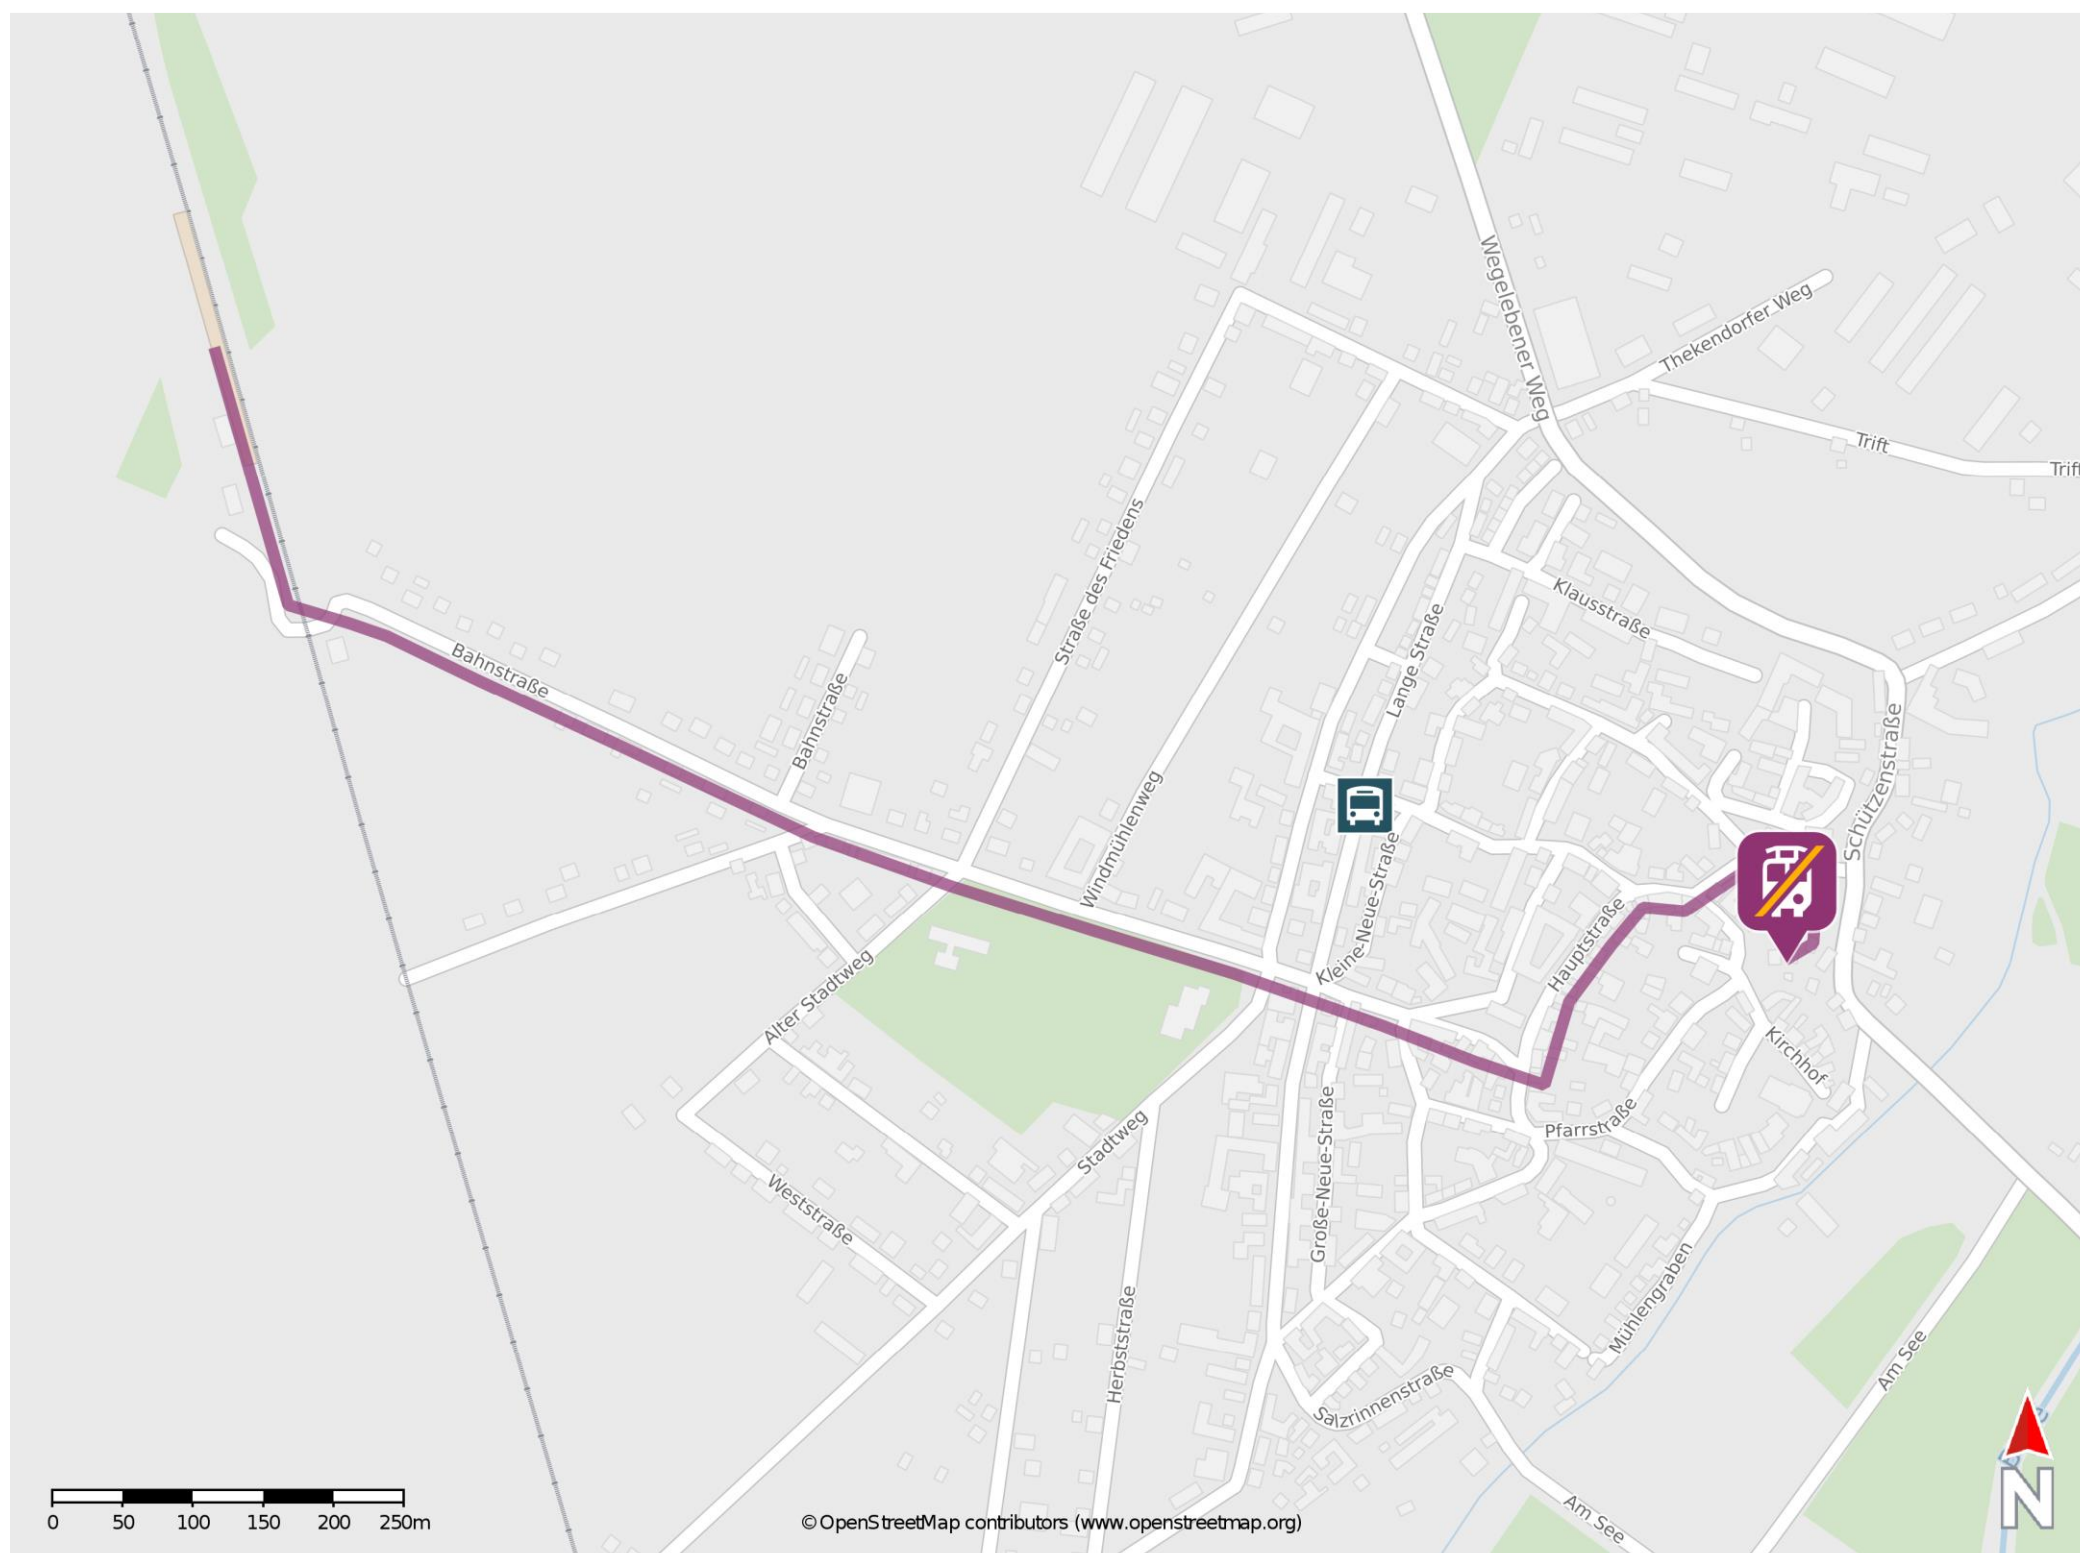 Wegelebener Weg
Thekendorfer Weg
Trift
Trift
Straße des Friedens
Klausstraße
Lange Straße
Bahnstraße
Bahnstraße
Schützenstraße
Windmühlenweg
Kleine-Neue-Straße
Hauptstraße
Alter Stadtweg
Kirchhof
Stadtweg
Pfarrstraße
Große-Neue-Straße
Weststraße
Mühlengraben
Herbststraße
Am See
Salzrinnenstraße
Am See
N
0 50 100 150 200 250m
© OpenStreetMap contributors (www.openstreetmap.org)